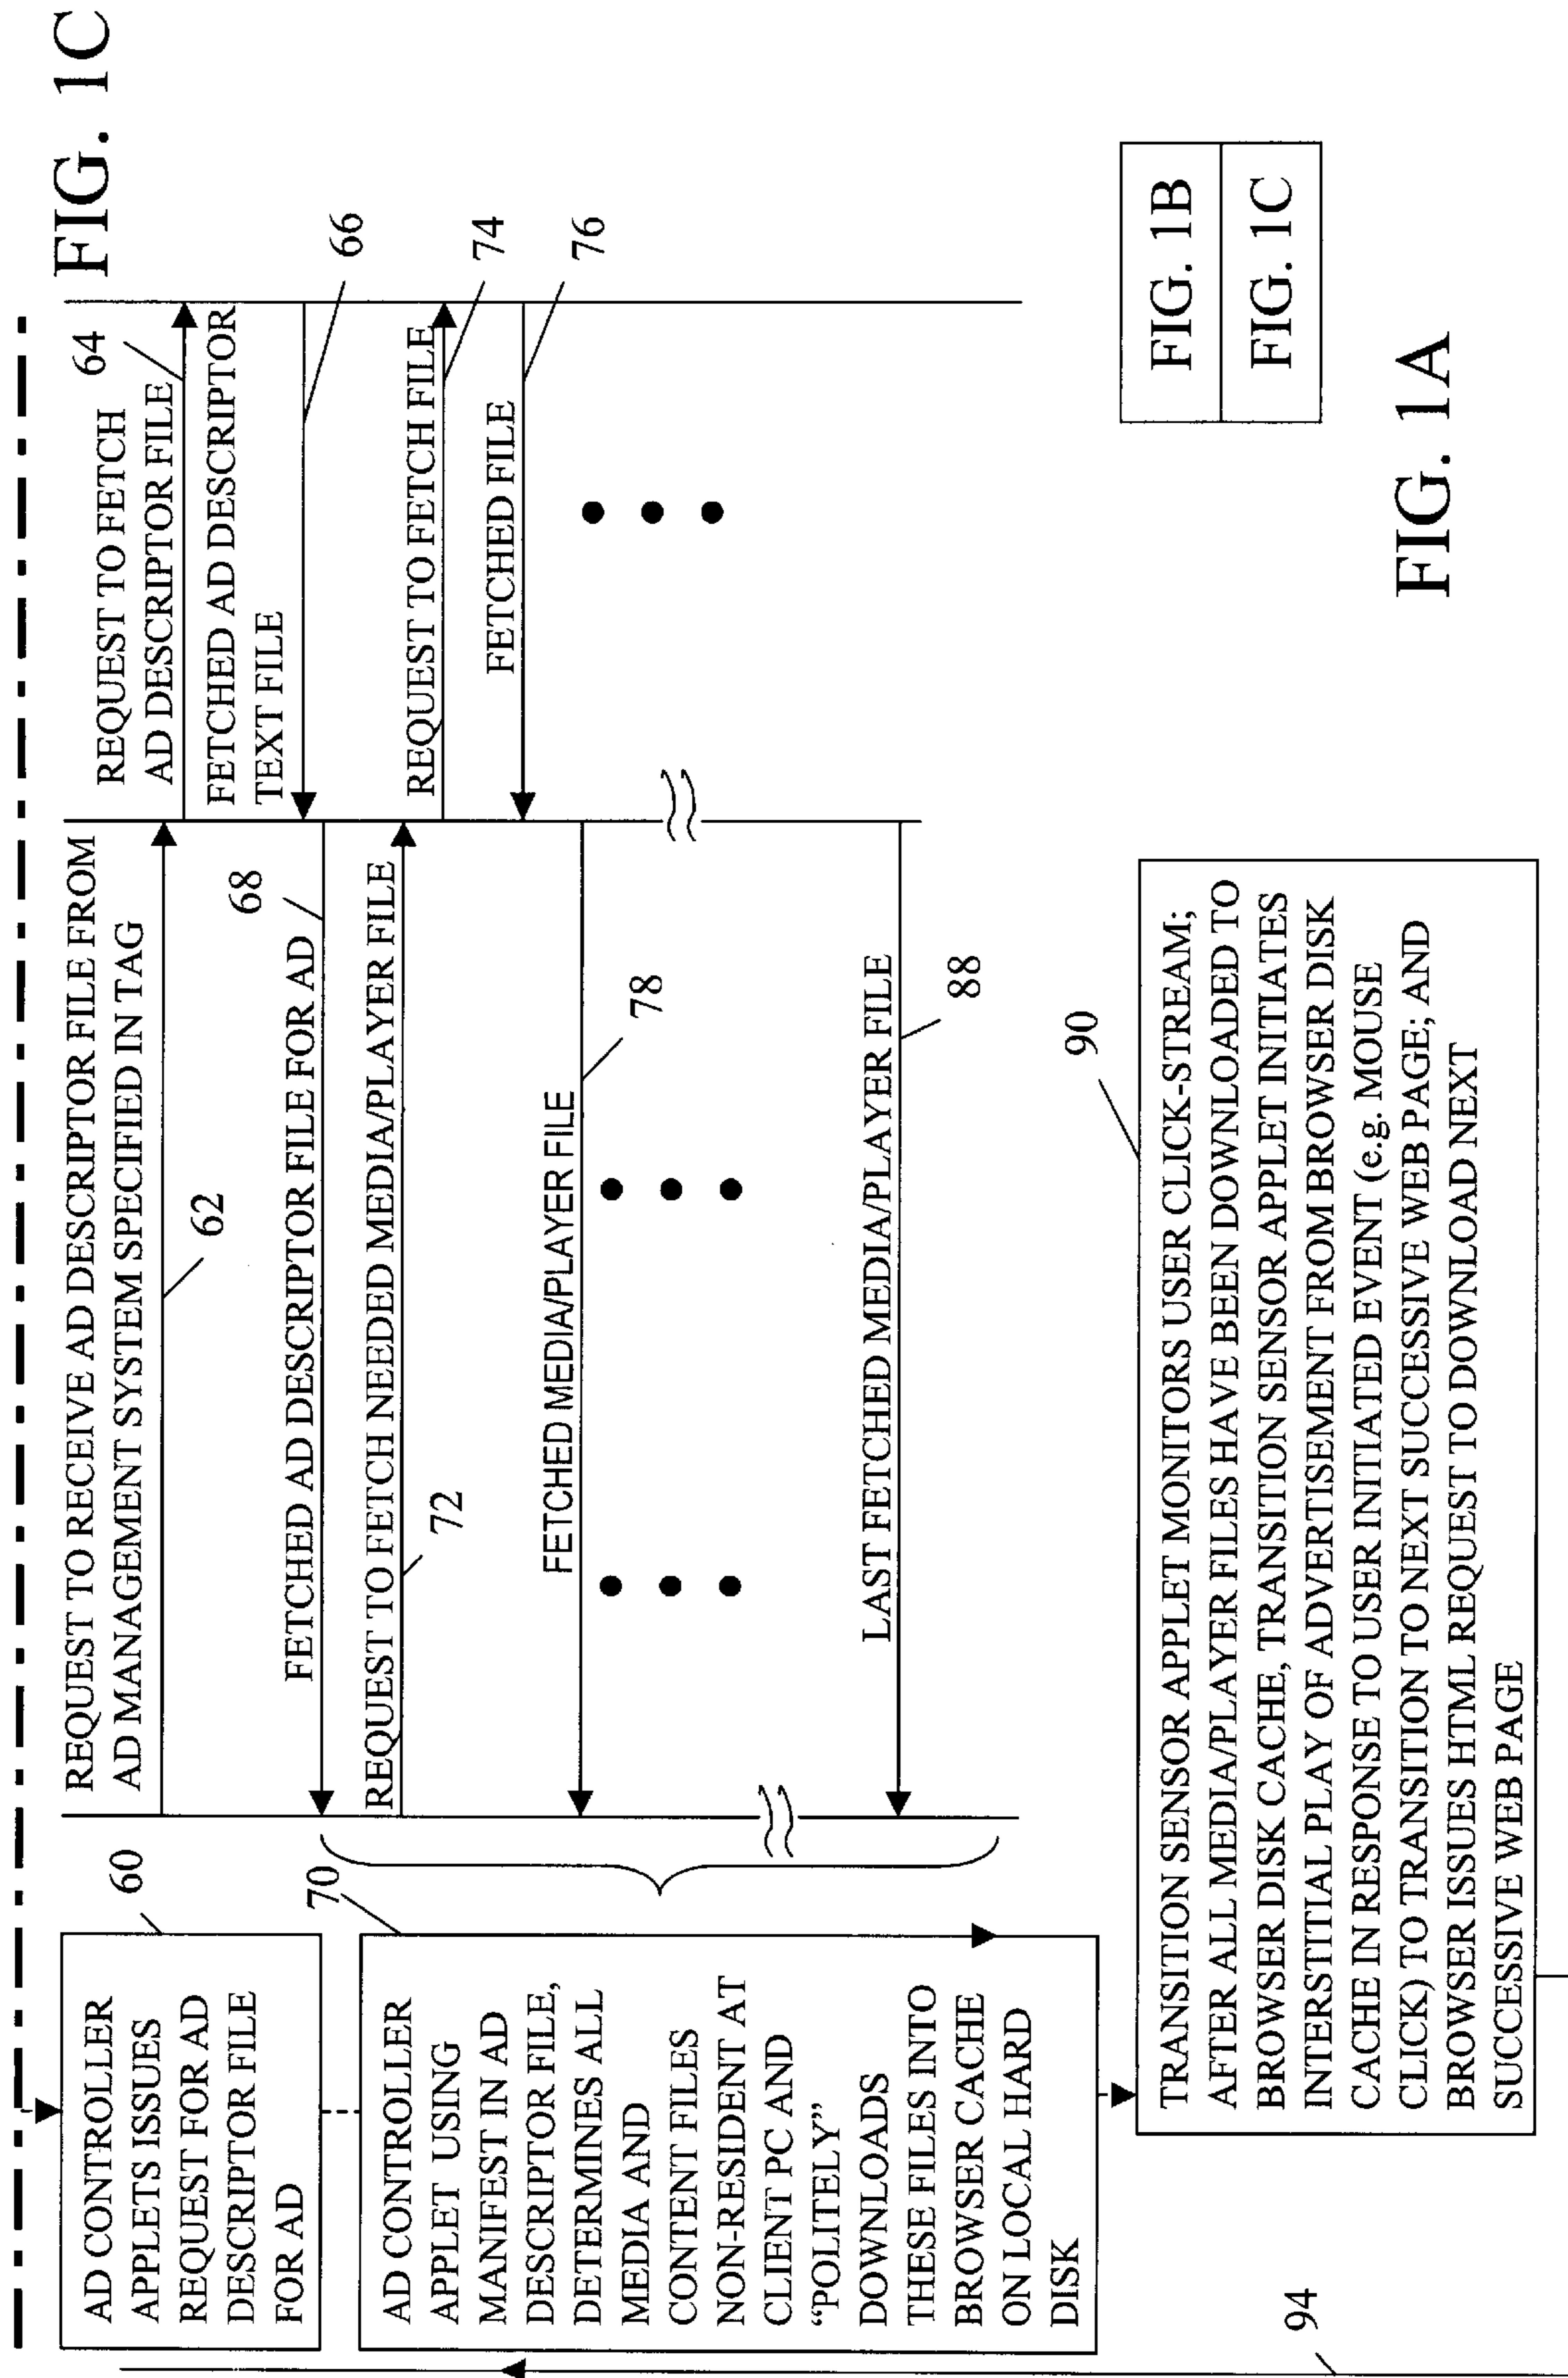 FIG. 1C
AD CONTROLLER
APPLETS ISSUES
REQUEST FOR AD
DESCRIPTOR FILE
FOR AD
60
REQUEST TO RECEIVE AD DESCRIPTOR FILE FROM
AD MANAGEMENT SYSTEM SPECIFIED IN TAG
62
REQUEST TO FETCH
AD DESCRIPTOR FILE
64
FETCHED AD DESCRIPTOR
TEXT FILE
66
FETCHED AD DESCRIPTOR FILE FOR AD
68
AD CONTROLLER
APPLET USING
MANIFEST IN AD
DESCRIPTOR FILE,
DETERMINES ALL
MEDIA AND
CONTENT FILES
NON-RESIDENT AT
CLIENT PC AND
“POLITELY”
DOWNLOADS
THESE FILES INTO
BROWSER CACHE
ON LOCAL HARD
DISK
70
REQUEST TO FETCH NEEDED MEDIA/PLAYER FILE
72
REQUEST TO FETCH FILE
74
FETCHED FILE
76
FETCHED MEDIA/PLAYER FILE
78
LAST FETCHED MEDIA/PLAYER FILE
88
90
TRANSITION SENSOR APPLET MONITORS USER CLICK-STREAM;
AFTER ALL MEDIA/PLAYER FILES HAVE BEEN DOWNLOADED TO
BROWSER DISK CACHE, TRANSITION SENSOR APPLET INITIATES
INTERSTITIAL PLAY OF ADVERTISEMENT FROM BROWSER DISK
CACHE IN RESPONSE TO USER INITIATED EVENT (e.g. MOUSE
CLICK) TO TRANSITION TO NEXT SUCCESSIVE WEB PAGE; AND
BROWSER ISSUES HTML REQUEST TO DOWNLOAD NEXT
SUCCESSIVE WEB PAGE
94
FIG. 1B
FIG. 1C
FIG. 1A